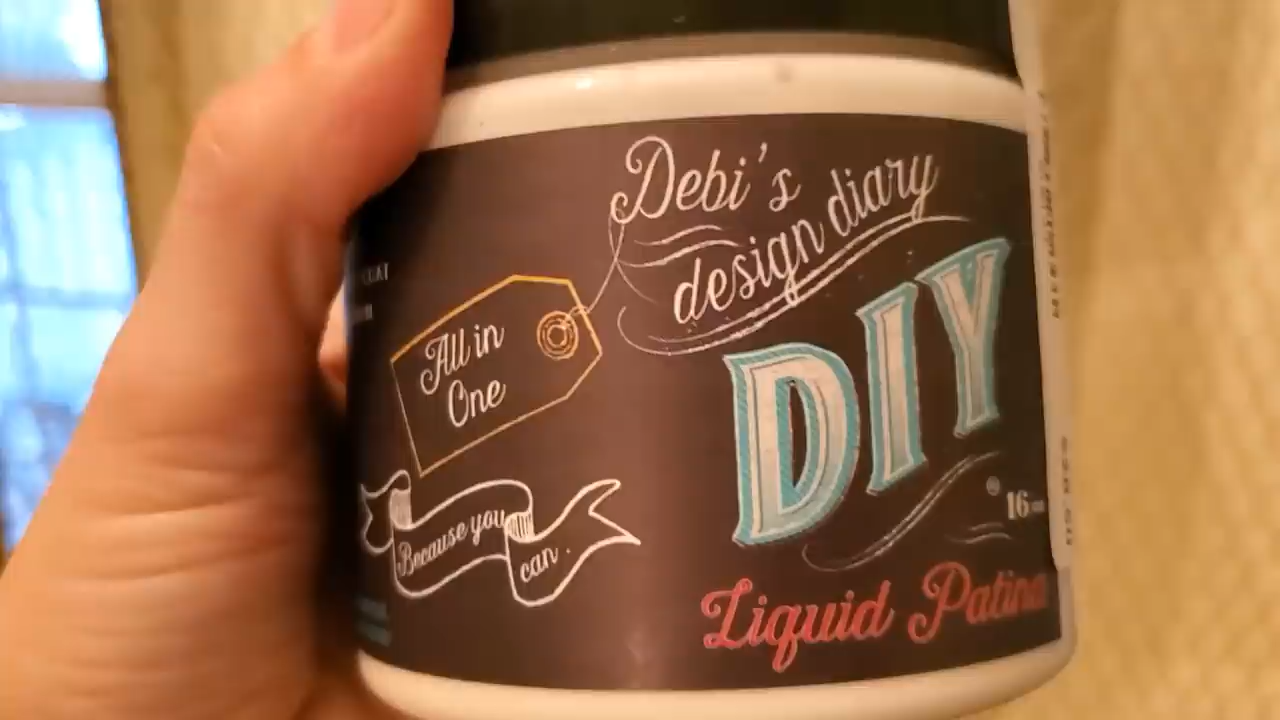 Debi's
design diary
DIY
All in
One
Because you
can.
® 16
Liquid Patina